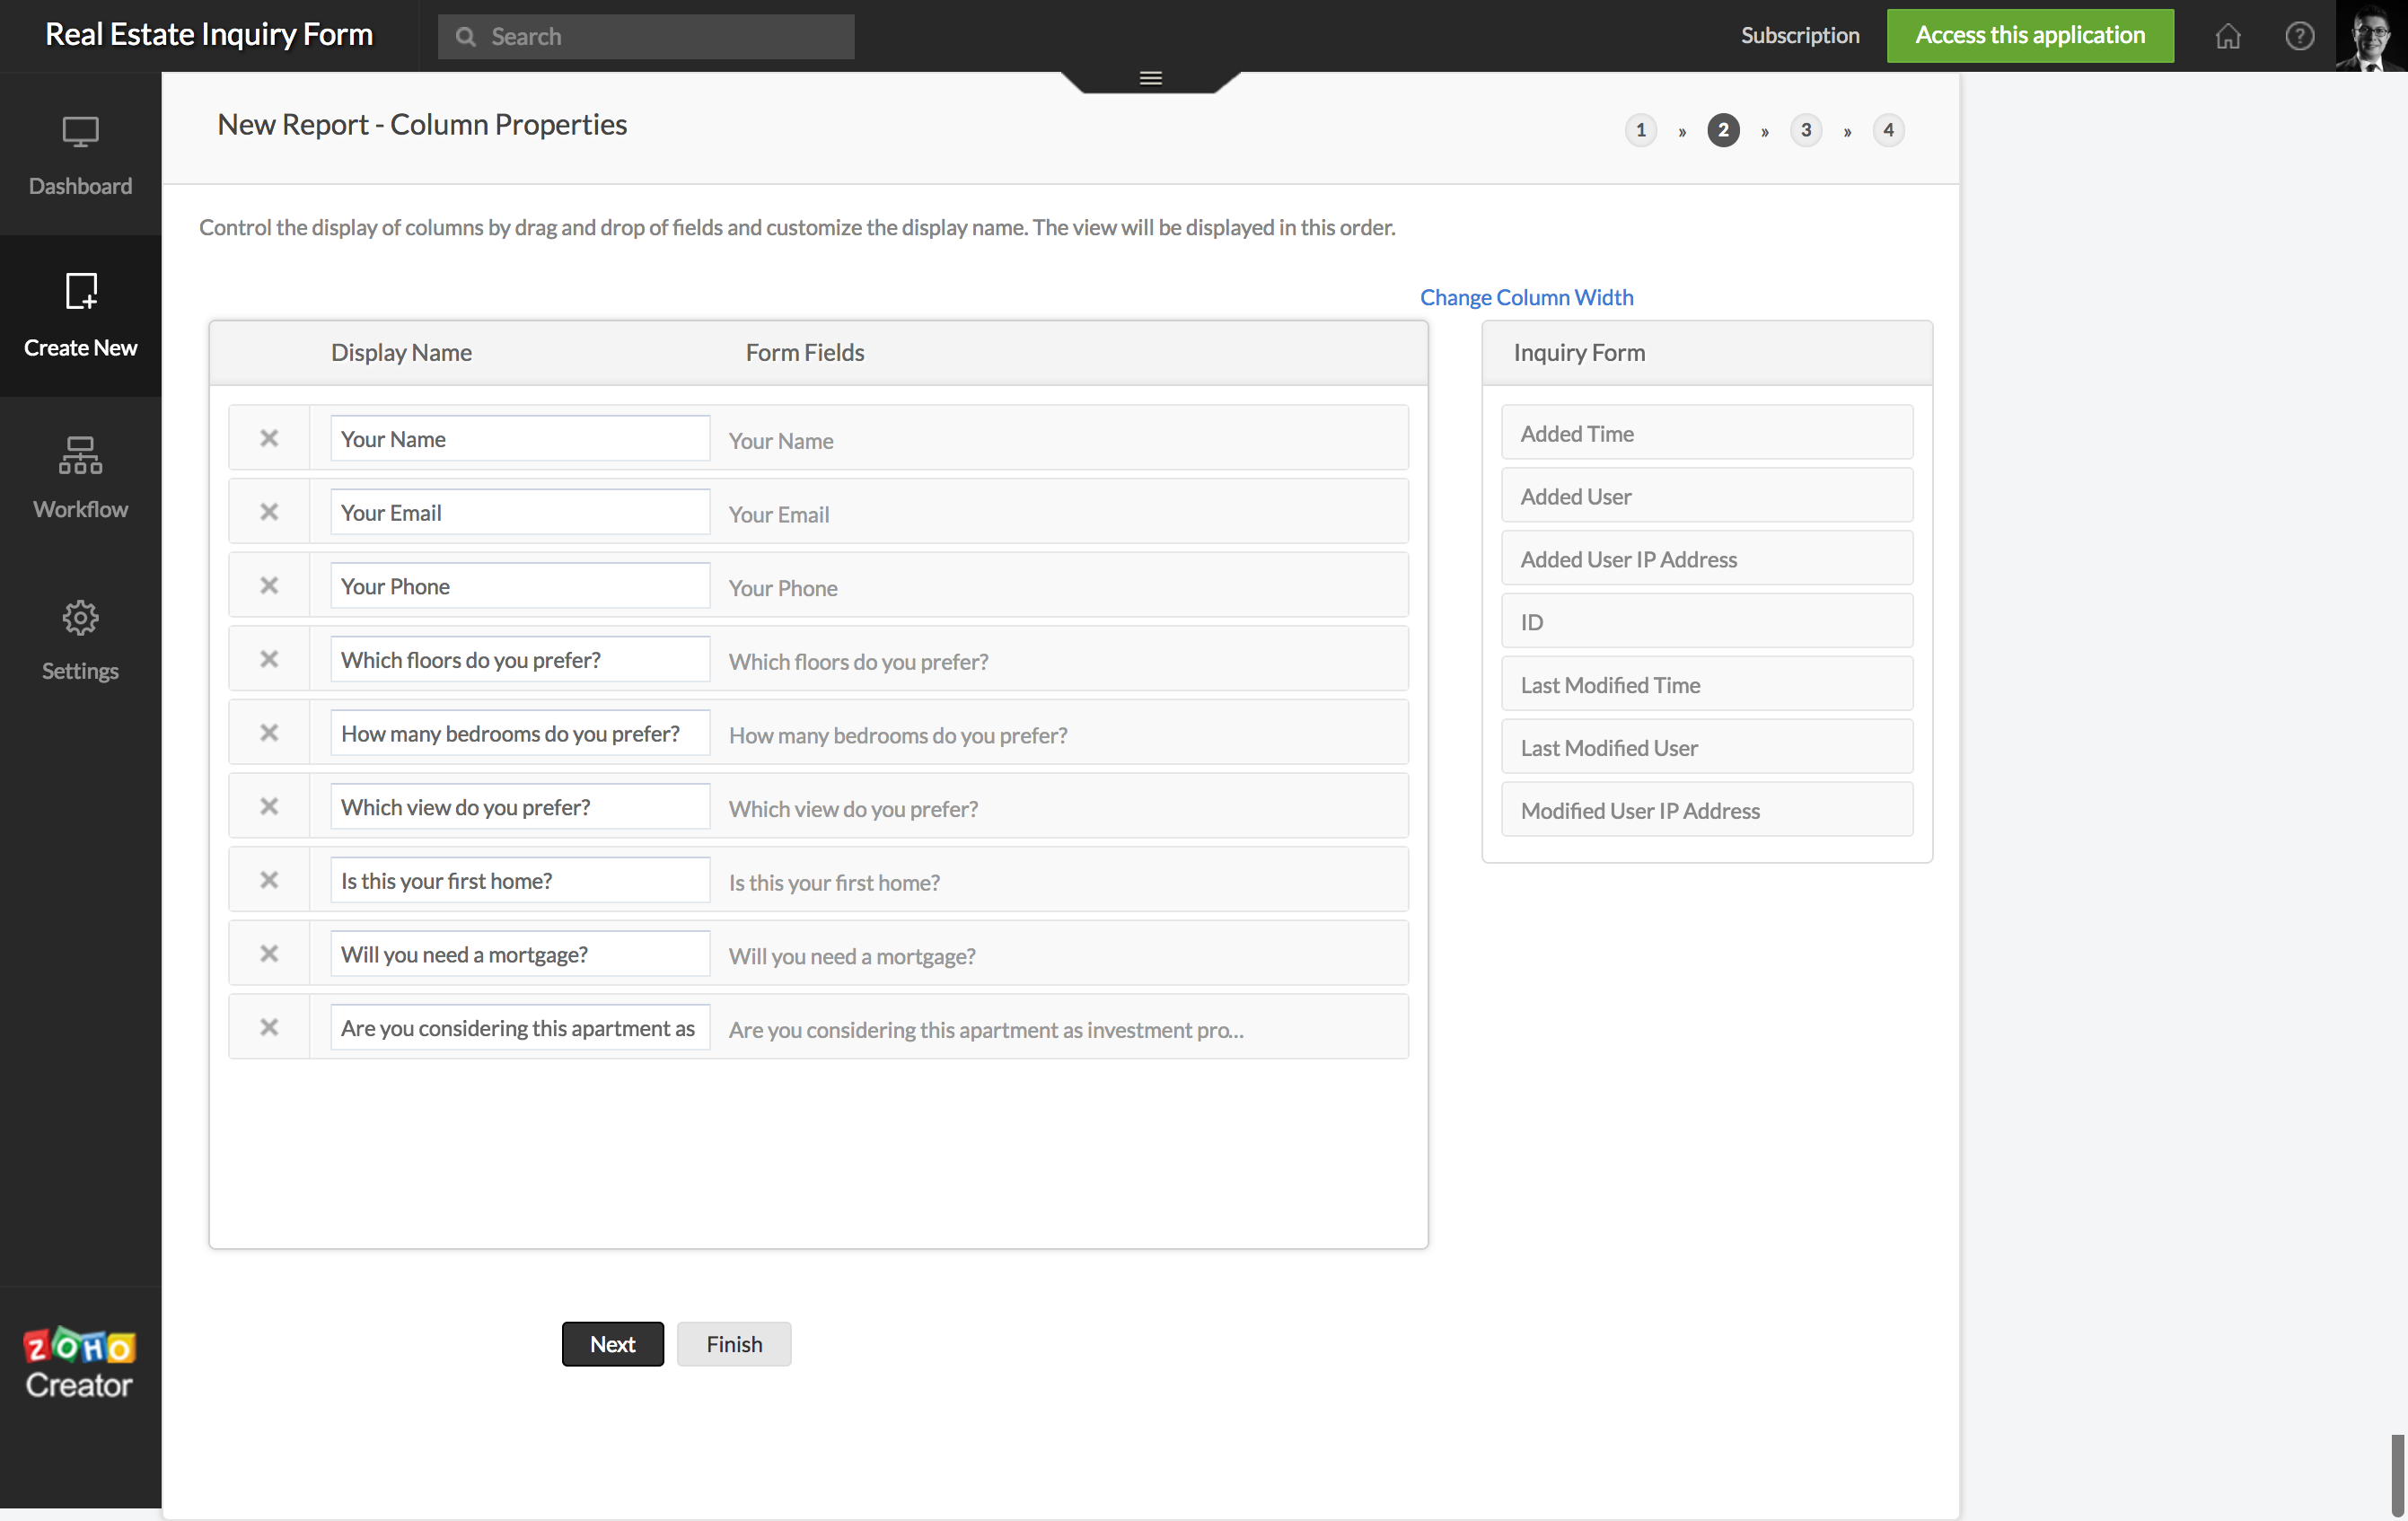 Real Estate Inquiry Form
Search
Subscription
Access this application
?
Dashboard
Create New
Workflow
Settings
ZOHO
Creator
New Report - Column Properties
1 » 2 » 3 » 4
Control the display of columns by drag and drop of fields and customize the display name. The view will be displayed in this order.
Change Column Width
Display Name Form Fields
Your Name Your Name
Your Email Your Email
Your Phone Your Phone
Which floors do you prefer? Which floors do you prefer?
How many bedrooms do you prefer? How many bedrooms do you prefer?
Which view do you prefer? Which view do you prefer?
Is this your first home? Is this your first home?
Will you need a mortgage? Will you need a mortgage?
Are you considering this apartment as Are you considering this apartment as investment pro...
Inquiry Form
Added Time
Added User
Added User IP Address
ID
Last Modified Time
Last Modified User
Modified User IP Address
Next Finish